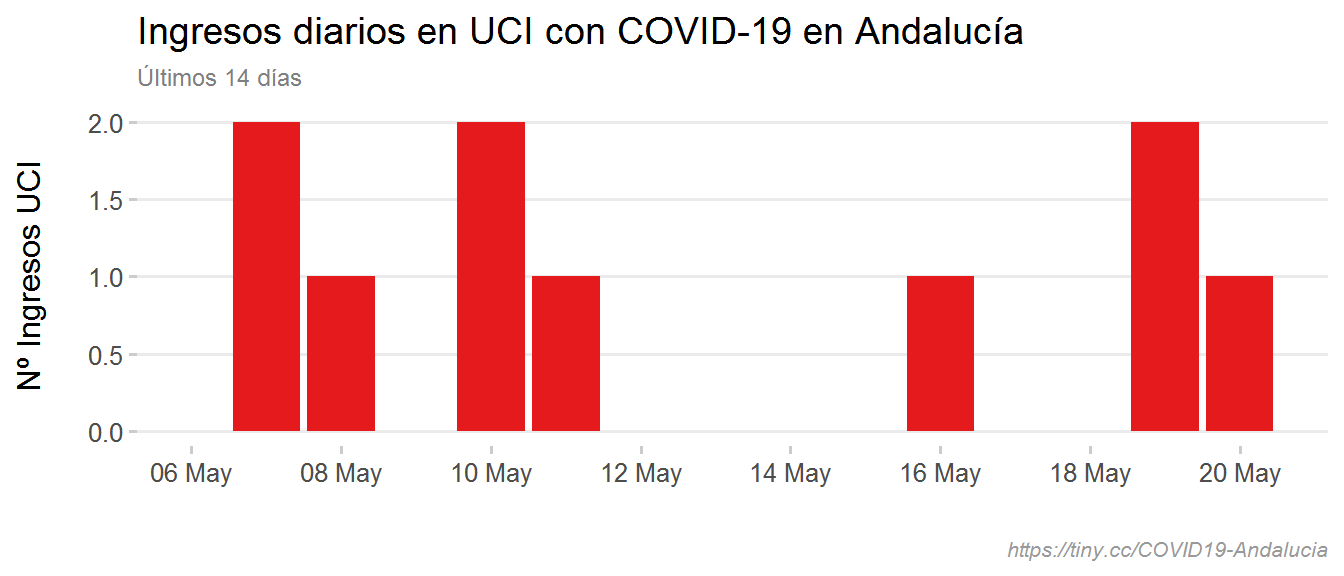 Ingresos diarios en UCI con COVID-19 en Andalucía
Últimos 14 días
Nº Ingresos UCI
2.0
1.5
1.0
0.5
0.0
06 May 08 May 10 May 12 May 14 May 16 May 18 May 20 May
https://tiny.cc/COVID19-Andalucia